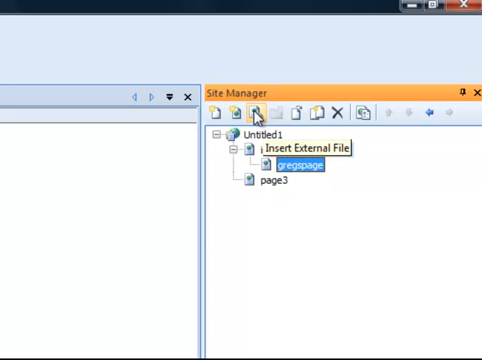 Site Manager
Untitled1
Insert External File
gregspage
page3